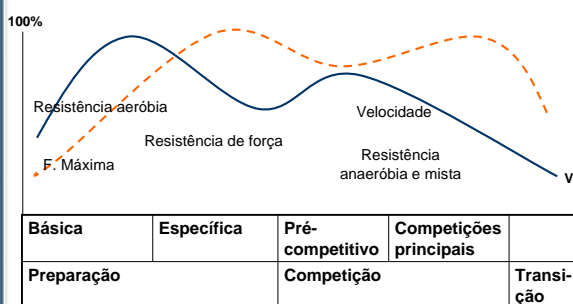 100%
Resistência aeróbia
Resistência de força
F. Máxima
Velocidade
Resistência
anaeróbia e mista
V
Básica
Específica
Pré-
competitivo
Competições
principais
Preparação
Competição
Transi-
ção